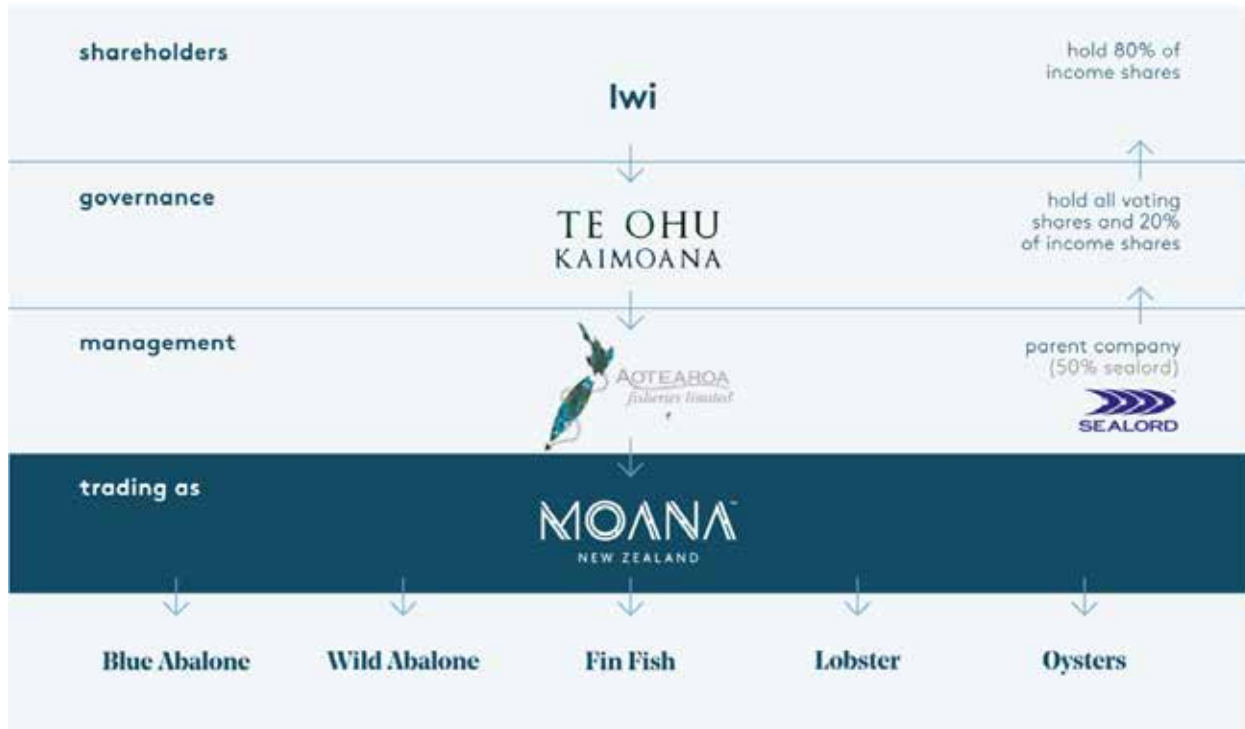 shareholders
hold 80% of
income shares
Iwi
governance
hold all voting
shares and 20%
of income shares
TE OHU
KAIMOANA
management
parent company
(50% sealord)
AOTEAROA
fisheries limited
SEALORD
trading as
MOANA™
NEW ZEALAND
Blue Abalone
Wild Abalone
Fin Fish
Lobster
Oysters